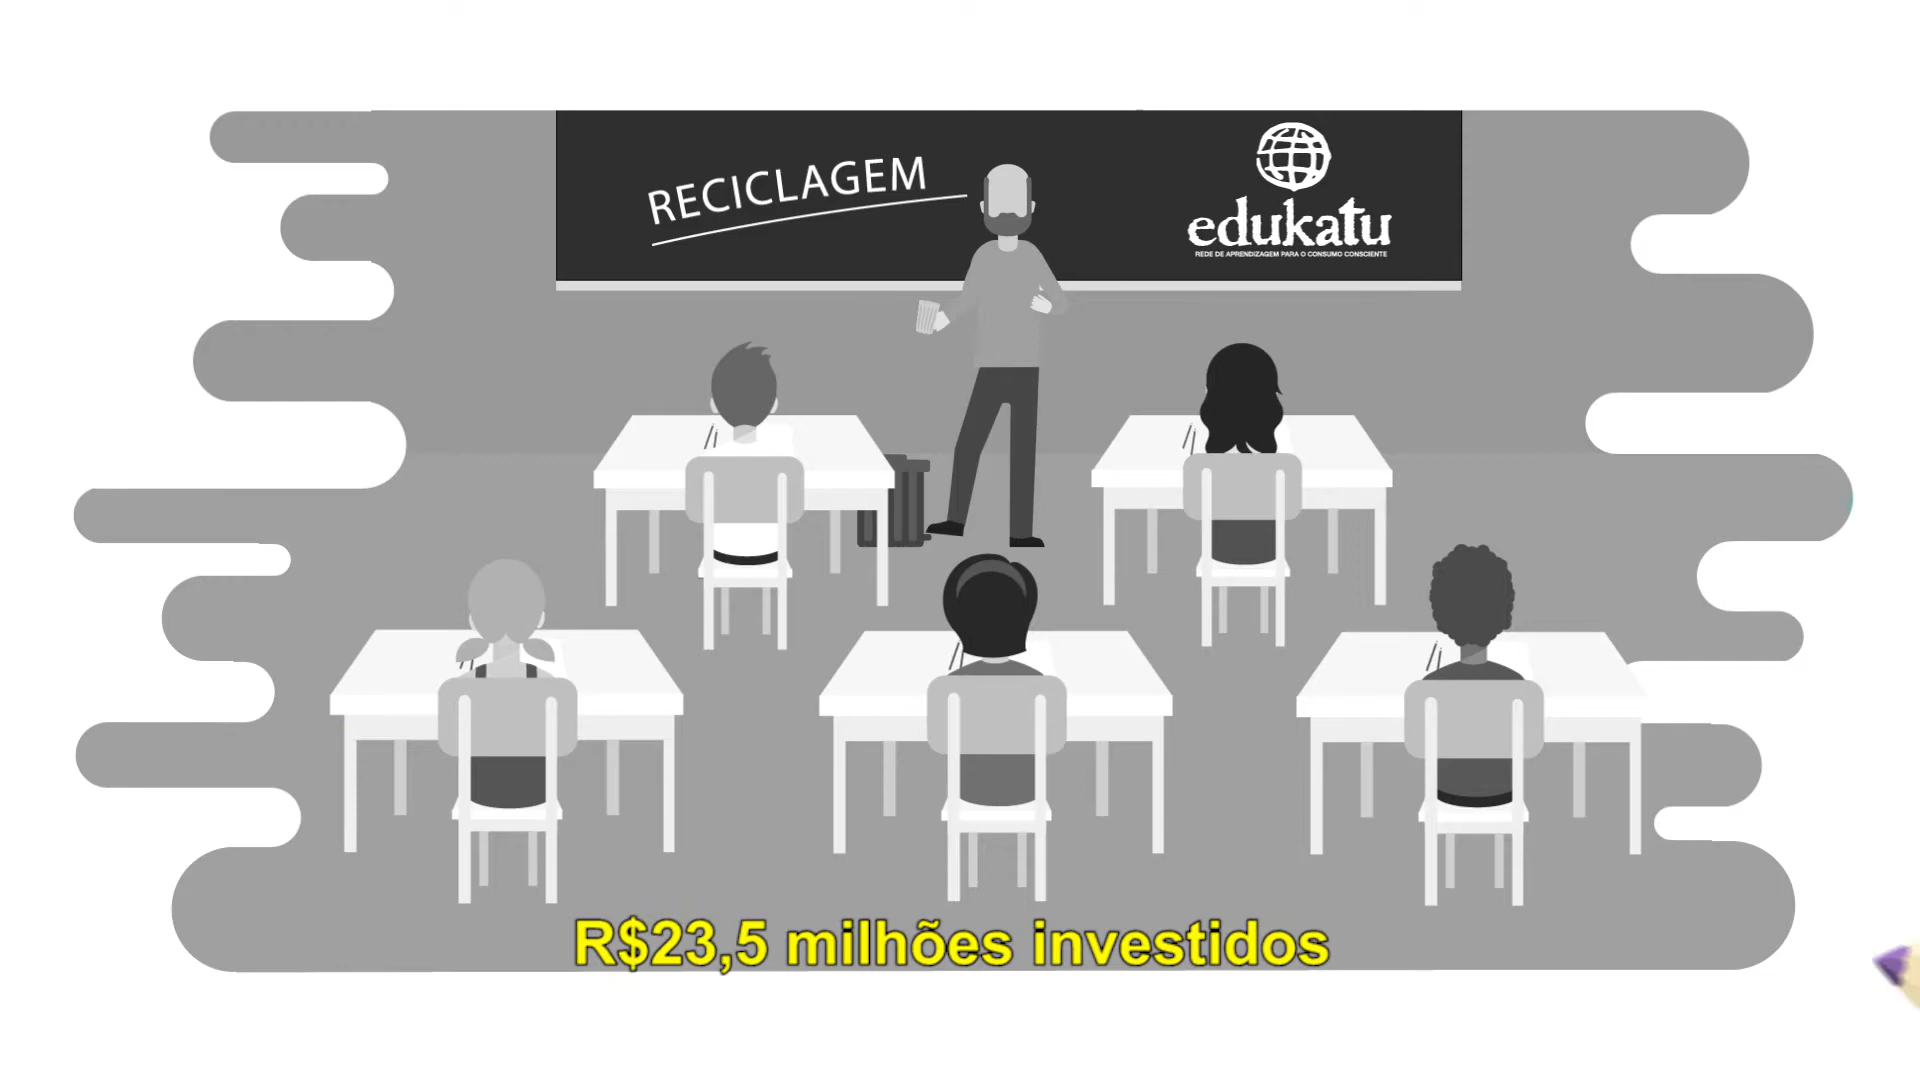 RECICLAGEM
edukatu
REDE DE APRENDIZAGEM PARA O CONSUMO CONSCIENTE
R$23,5 milhões investidos